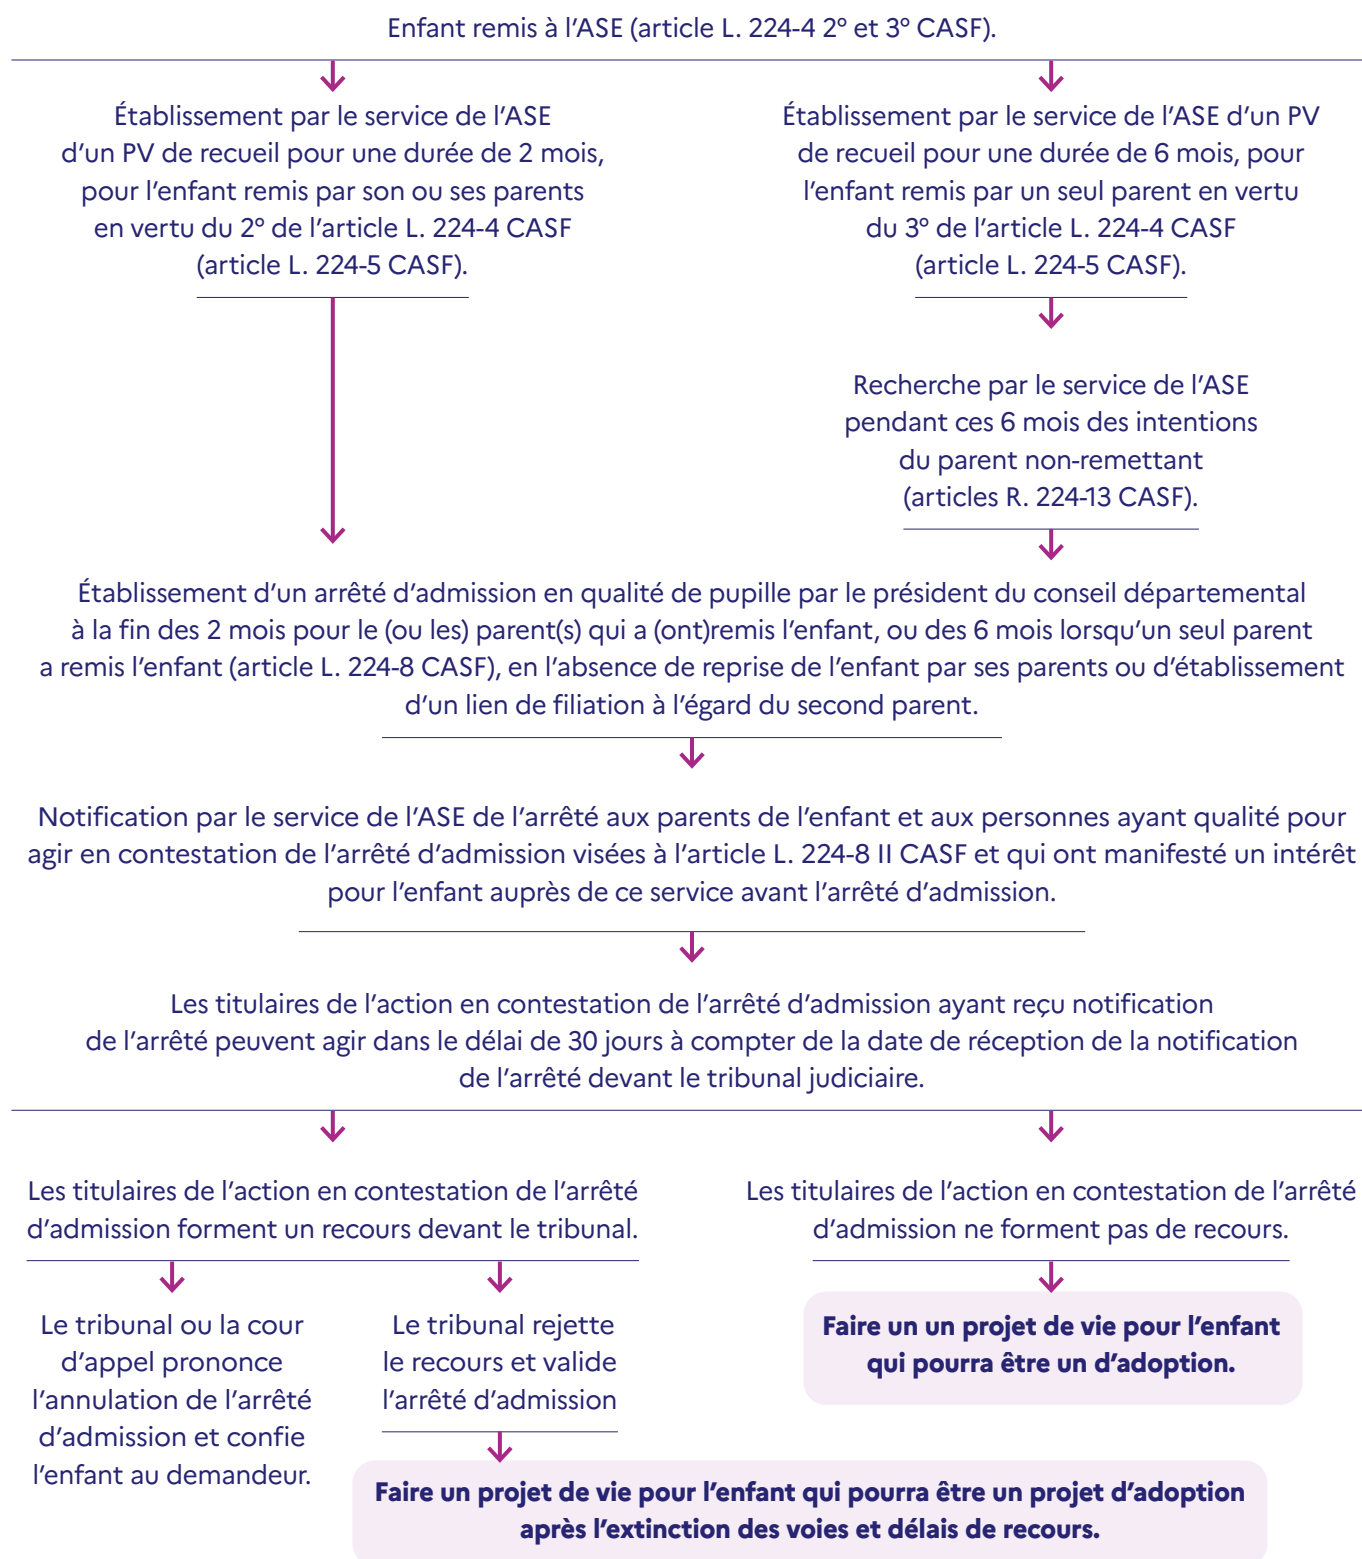 Enfant remis à l'ASE (article L. 224-4 2° et 3° CASF).
Établissement par le service de l'ASE
d'un PV de recueil pour une durée de 2 mois,
pour l'enfant remis par son ou ses parents
en vertu du 2° de l'article L. 224-4 CASF
(article L. 224-5 CASF).
Établissement par le service de l'ASE d'un PV
de recueil pour une durée de 6 mois, pour
l'enfant remis par un seul parent en vertu
du 3° de l'article L. 224-4 CASF
(article L. 224-5 CASF).
Recherche par le service de l'ASE
pendant ces 6 mois des intentions
du parent non-remettant
(articles R. 224-13 CASF).
Établissement d'un arrêté d'admission en qualité de pupille par le président du conseil départemental
à la fin des 2 mois pour le (ou les) parent(s) qui a (ont)remis l'enfant, ou des 6 mois lorsqu'un seul parent
a remis l'enfant (article L. 224-8 CASF), en l'absence de reprise de l'enfant par ses parents ou d'établissement
d'un lien de filiation à l'égard du second parent.
Notification par le service de l'ASE de l'arrêté aux parents de l'enfant et aux personnes ayant qualité pour
agir en contestation de l'arrêté d'admission visées à l'article L. 224-8 II CASF et qui ont manifesté un intérêt
pour l'enfant auprès de ce service avant l'arrêté d'admission.
Les titulaires de l'action en contestation de l'arrêté d'admission ayant reçu notification
de l'arrêté peuvent agir dans le délai de 30 jours à compter de la date de réception de la notification
de l'arrêté devant le tribunal judiciaire.
Les titulaires de l'action en contestation de l'arrêté
d'admission forment un recours devant le tribunal.
Les titulaires de l'action en contestation de l'arrêté
d'admission ne forment pas de recours.
Le tribunal ou la cour
d'appel prononce
l'annulation de l'arrêté
d'admission et confie
l'enfant au demandeur.
Le tribunal rejette
le recours et valide
l'arrêté d'admission
Faire un un projet de vie pour l'enfant
qui pourra être un d'adoption.
Faire un projet de vie pour l'enfant qui pourra être un projet d'adoption
après l'extinction des voies et délais de recours.